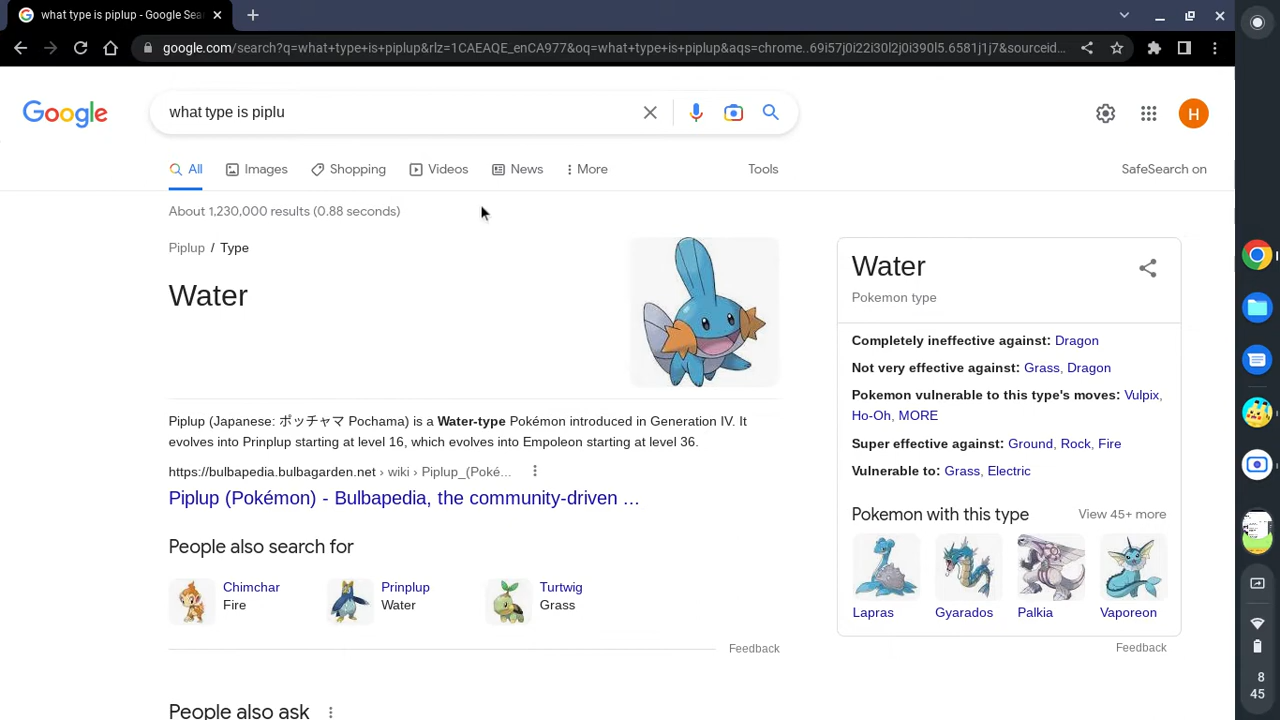 what type is piplup - Google Sea
google.com/search?q=what+type+is+piplup&rlz=1CAEAQE_enCA977&oq=what+type+is+piplup&aqs=chrome..69i57j0i22i30l2j0i390l5.6581j1j7&sourceid...
Google
what type is piplu
H
All
Images
Shopping
Videos
News
More
Tools
SafeSearch on
About 1,230,000 results (0.88 seconds)
Piplup / Type
Water
Piplup (Japanese: ポッチャマ Pochama) is a Water-type Pokémon introduced in Generation IV. It
evolves into Prinplup starting at level 16, which evolves into Empoleon starting at level 36.
https://bulbapedia.bulbagarden.net › wiki › Piplup_(Poké...
Piplup (Pokémon) - Bulbapedia, the community-driven ...
People also search for
Chimchar
Fire
Prinplup
Water
Turtwig
Grass
Feedback
People also ask
Water
Pokemon type
Completely ineffective against: Dragon
Not very effective against: Grass, Dragon
Pokemon vulnerable to this type's moves: Vulpix,
Ho-Oh, MORE
Super effective against: Ground, Rock, Fire
Vulnerable to: Grass, Electric
Pokemon with this type
View 45+ more
Lapras
Gyarados
Palkia
Vaporeon
Feedback
8
45